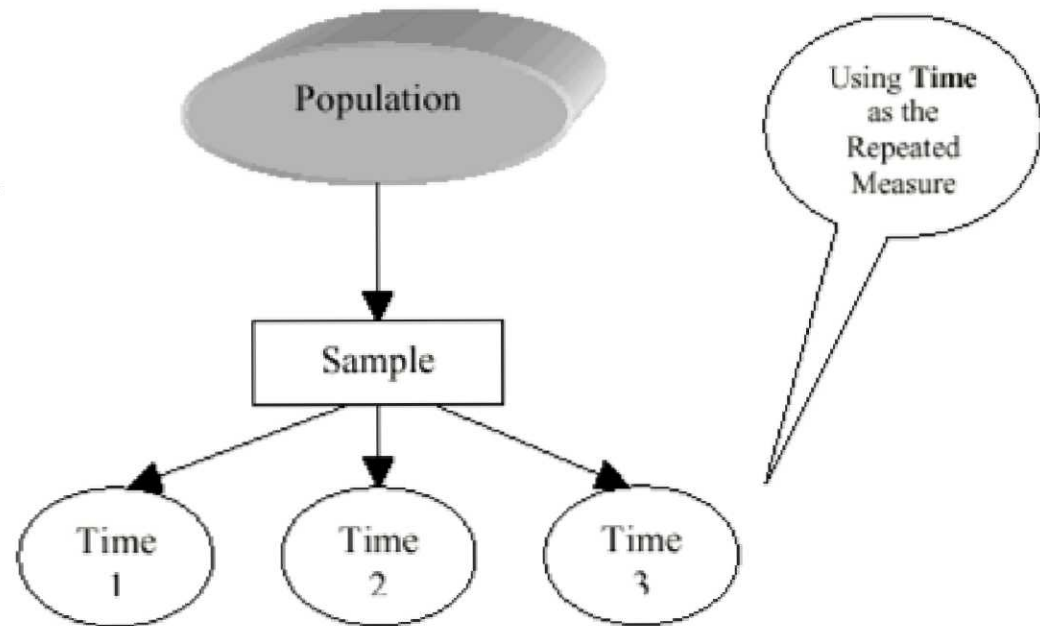 Population
Using Time
as the
Repeated
Measure
Sample
Time
1
Time
2
Time
3